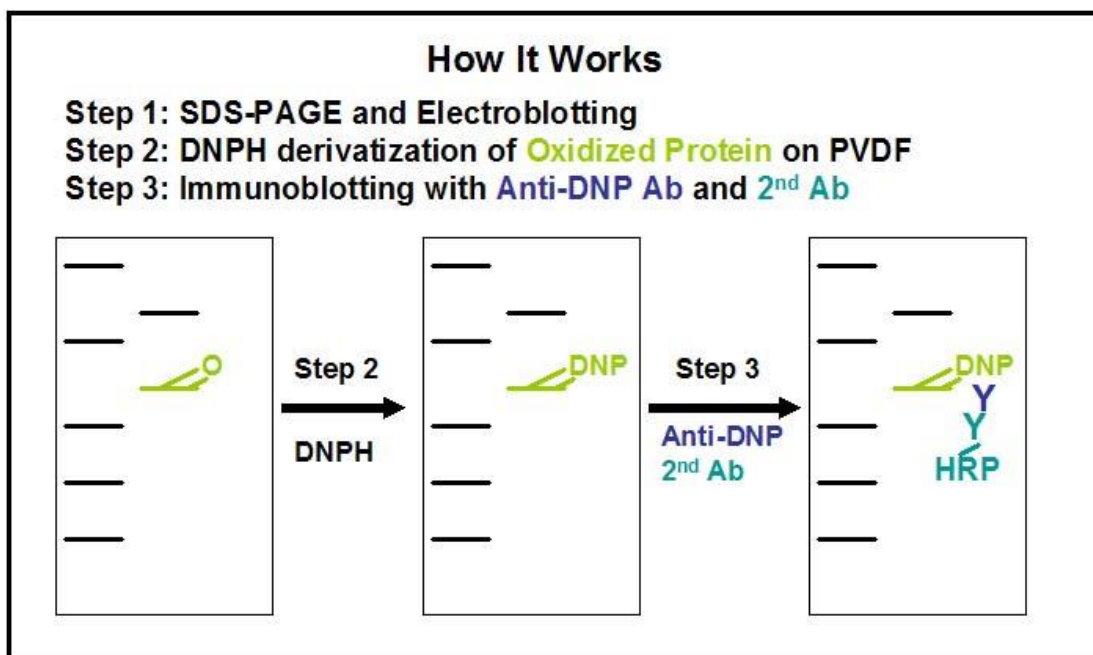 How It Works
Step 1: SDS-PAGE and Electroblotting
Step 2: DNPH derivatization of Oxidized Protein on PVDF
Step 3: Immunoblotting with Anti-DNP Ab and 2nd Ab
O
Step 2
DNPH
DNP
Step 3
Anti-DNP
2nd Ab
DNP
Y
Y
HRP